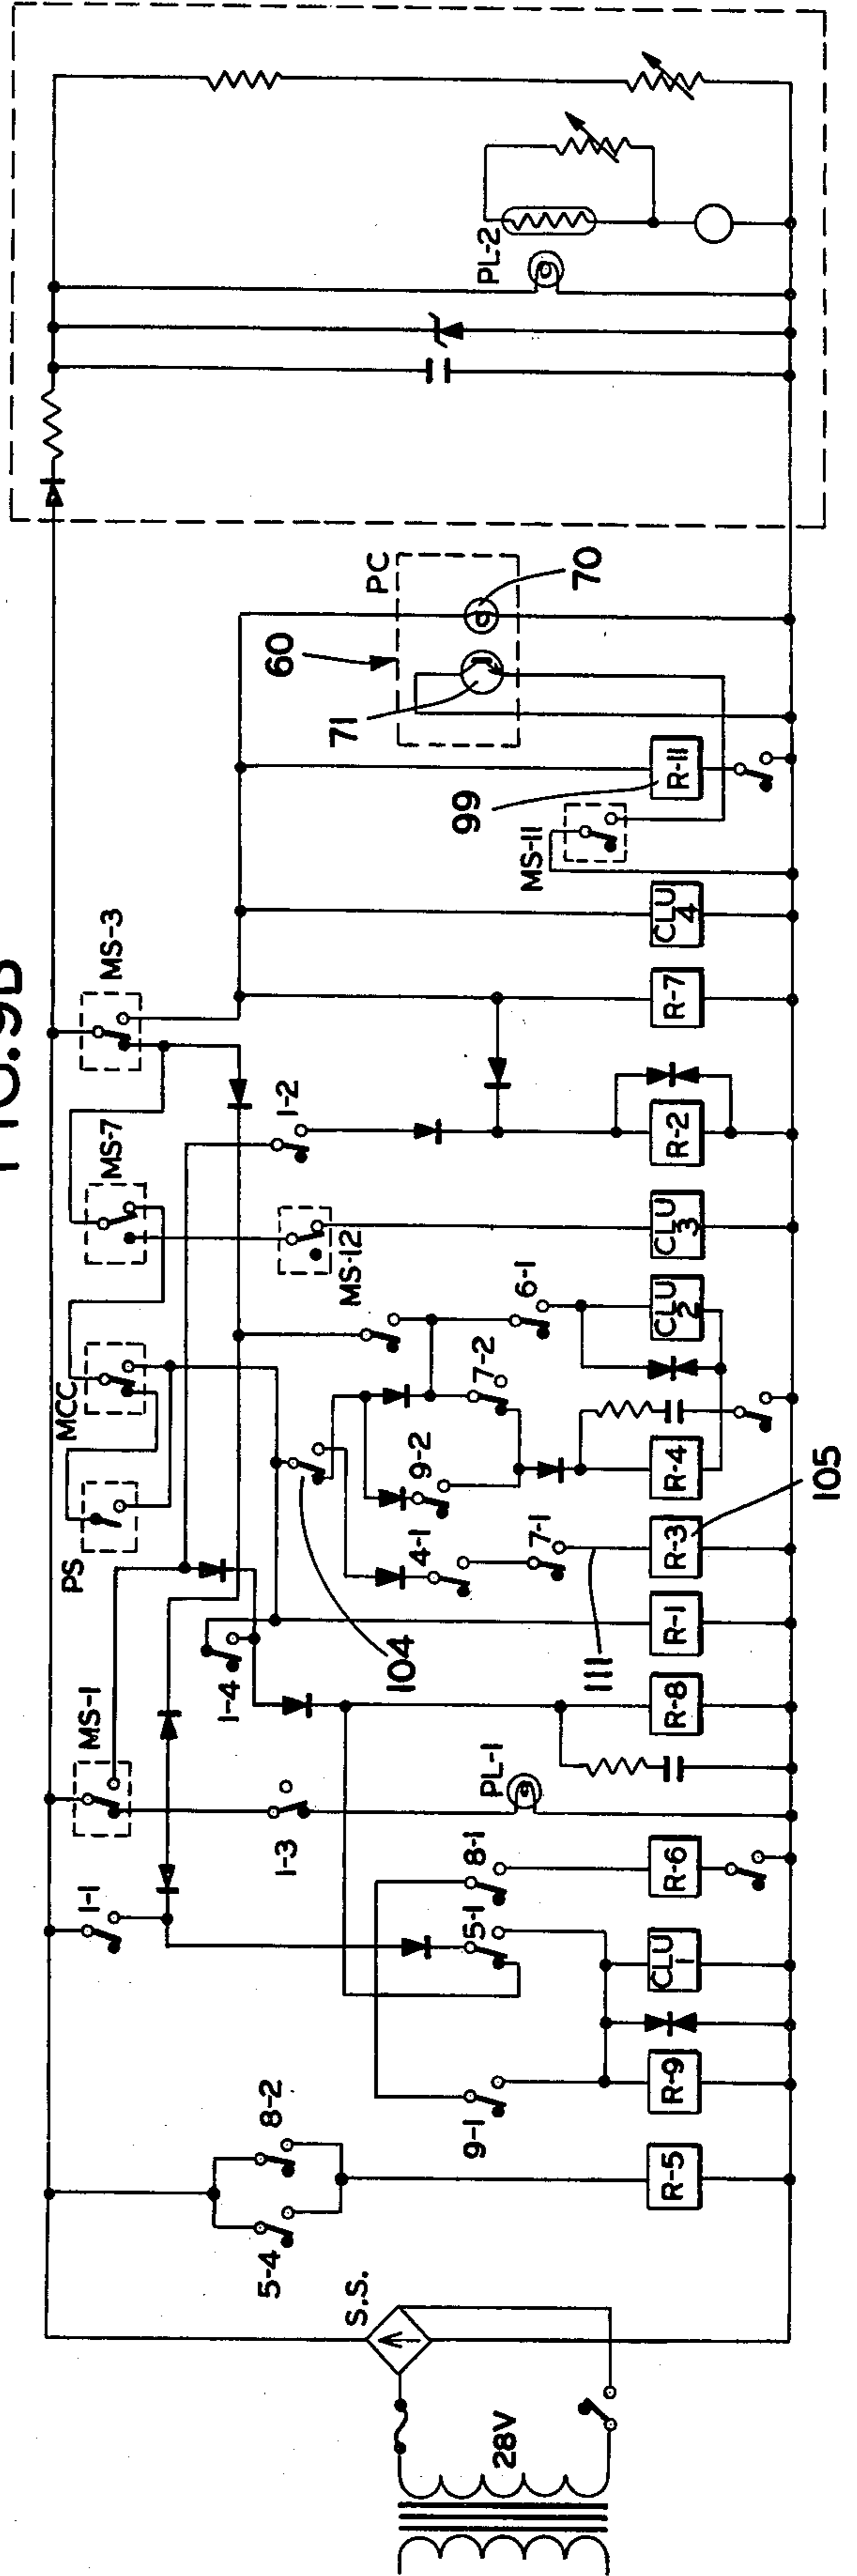 FIG. 9B
28V
S.S.
5-4
8-2
R-5
9-1
R-9
CLU
1
5-1
8-1
R-6
1-1
MS-1
1-3
PL-1
R-8
1-4
104
R-1
111
R-3
105
4-1
7-1
9-2
7-2
R-4
6-1
CLU
2
PS
MCC
MS-7
MS-12
CLU
3
1-2
R-2
MS-3
R-7
CLU
4
MS-11
99
R-11
60
71
PC
70
PL-2